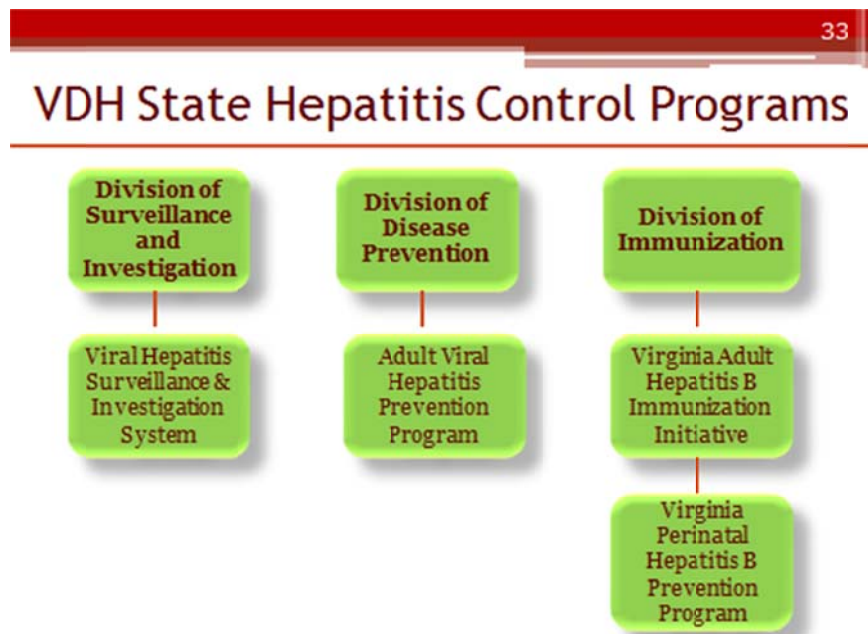 33
VDH State Hepatitis Control Programs
Division of
Surveillance
and
Investigation
Viral Hepatitis
Surveillance &
Investigation
System
Division of
Disease
Prevention
Adult Viral
Hepatitis
Prevention
Program
Division of
Immunization
Virginia Adult
Hepatitis B
Immunization
Initiative
Virginia
Perinatal
Hepatitis B
Prevention
Program